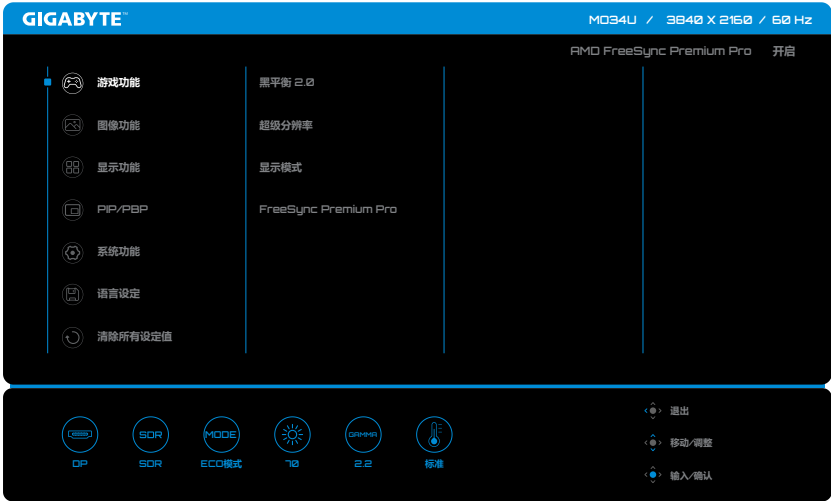 GIGABYTE™
MO34U / 3840 X 2160 / 60 Hz
AMD FreeSync Premium Pro 开启
游戏功能 黑平衡 2.0
图像功能 超级分辨率
显示功能 显示模式
PIP/PBP FreeSync Premium Pro
系统功能
语言设定
清除所有设定值
退出
SDR MODE GAMMA
移动/调整
DP SDR ECO模式 70 2.2 标准
输入/确认